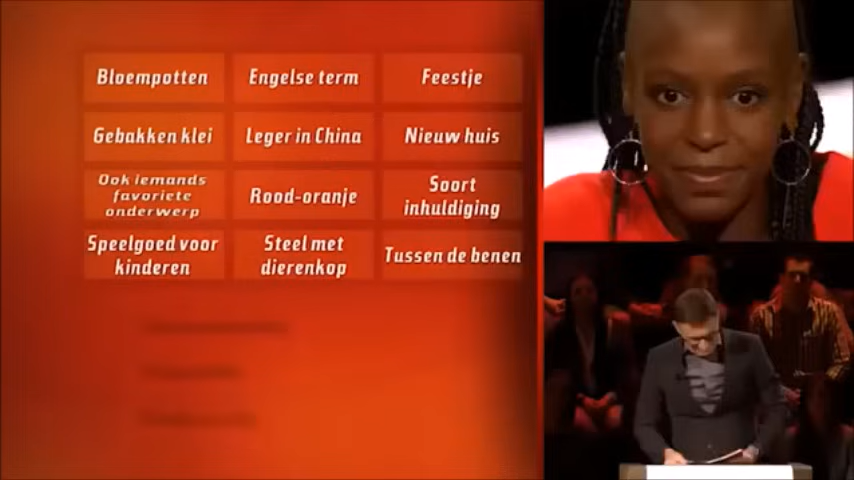 Bloempotten
Engelse term
Feestje
Gebakken klei
Leger in China
Nieuw huis
Ook iemands
favoriete
onderwerp
Rood-oranje
Soort
inhuldiging
Speelgoed voor
kinderen
Steel met
dierenkop
Tussen de benen